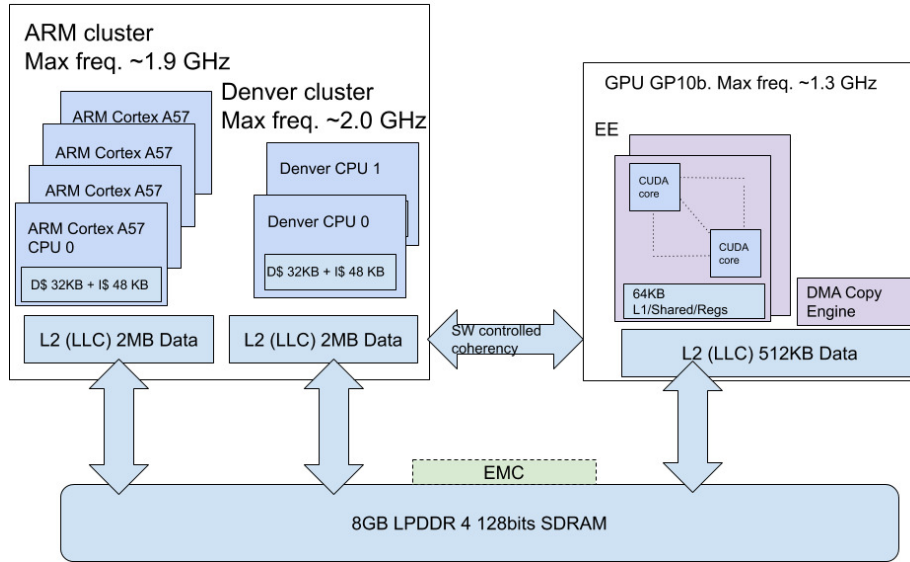 ARM cluster
Max freq. ~1.9 GHz
Denver cluster
Max freq. ~2.0 GHz
ARM Cortex A57
ARM Cortex A57
ARM Cortex A57
ARM Cortex A57
CPU 0
D$ 32KB + I$ 48 KB
Denver CPU 1
Denver CPU 0
D$ 32KB + I$ 48 KB
L2 (LLC) 2MB Data
L2 (LLC) 2MB Data
SW controlled
coherency
GPU GP10b. Max freq. ~1.3 GHz
EE
CUDA
core
CUDA
core
64KB
L1/Shared/Regs
DMA Copy
Engine
L2 (LLC) 512KB Data
EMC
8GB LPDDR 4 128bits SDRAM